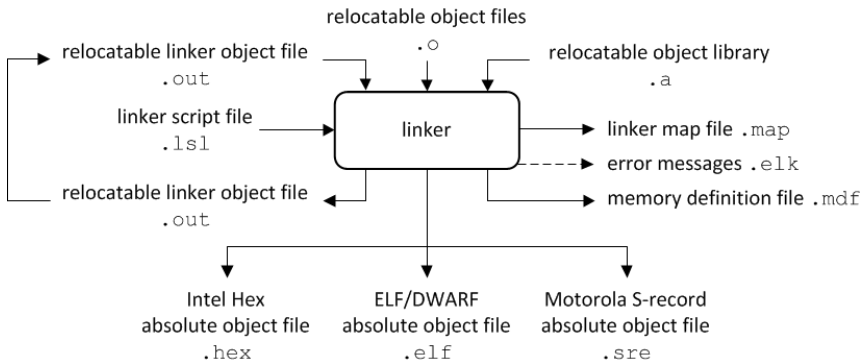 relocatable object files
.o
relocatable linker object file
.out
relocatable object library
.a
linker script file
.lsl
linker
linker map file .map
error messages .elk
relocatable linker object file
.out
memory definition file .mdf
Intel Hex
absolute object file
.hex
ELF/DWARF
absolute object file
.elf
Motorola S-record
absolute object file
.sre